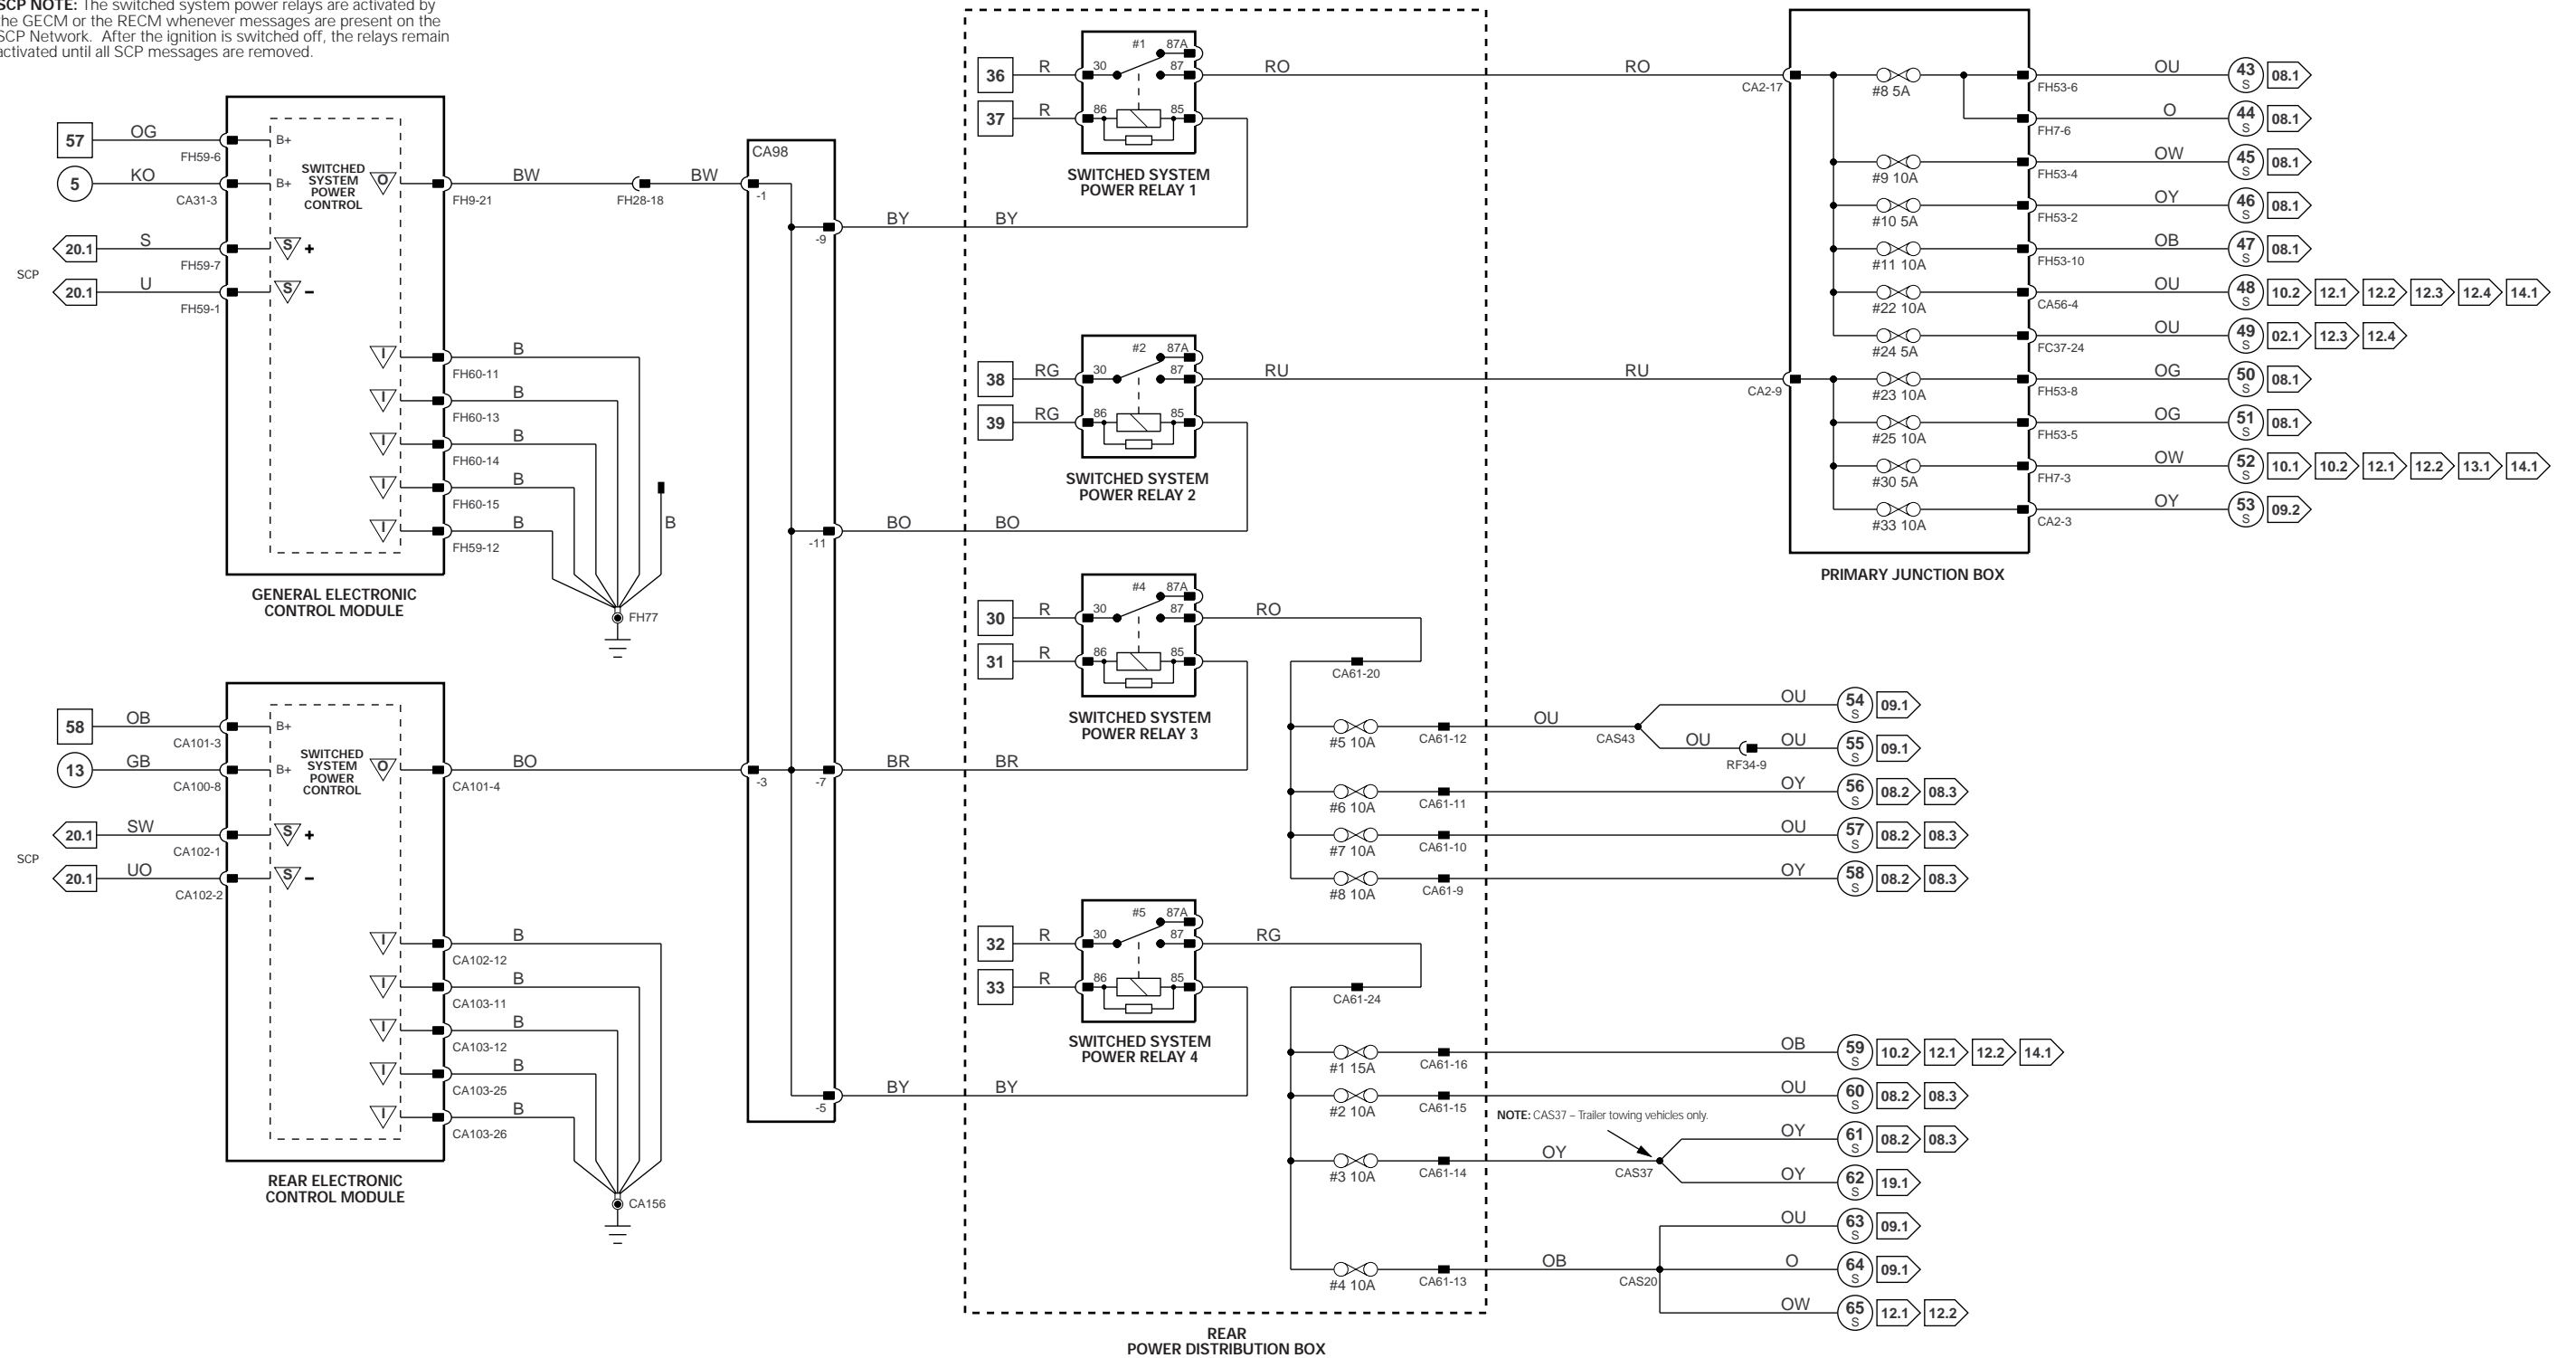 SCP NOTE: The switched system power relays are activated by
the GECM or the RECM whenever messages are present on the
SCP Network. After the ignition is switched off, the relays remain
activated until all SCP messages are removed.
57
OG
FH59-6
B+
5
KO
CA31-3
B+
SWITCHED
SYSTEM
POWER
CONTROL
O
FH9-21
BW
FH28-18
BW
SCP
20.1
S
FH59-7
S +
20.1
U
FH59-1
S –
I
FH60-11
B
I
FH60-13
B
I
FH60-14
B
I
FH60-15
B
I
FH59-12
B
B
FH77
GENERAL ELECTRONIC
CONTROL MODULE
58
OB
CA101-3
B+
13
GB
CA100-8
B+
SWITCHED
SYSTEM
POWER
CONTROL
O
CA101-4
BO
SCP
20.1
SW
CA102-1
S +
20.1
UO
CA102-2
S –
I
CA102-12
B
I
CA103-11
B
I
CA103-12
B
I
CA103-25
B
I
CA103-26
B
CA156
REAR ELECTRONIC
CONTROL MODULE
CA98
-1
-9
BY
BY
-11
BO
BO
-3
-7
BR
BR
-5
BY
BY
36
R
30
#1
87A
87
RO
RO
CA2-17
37
R
86
85
SWITCHED SYSTEM
POWER RELAY 1
38
RG
30
#2
87A
87
RU
RU
CA2-9
39
RG
86
85
SWITCHED SYSTEM
POWER RELAY 2
30
R
30
#4
87A
87
RO
31
R
86
85
CA61-20
SWITCHED SYSTEM
POWER RELAY 3
32
R
30
#5
87A
87
RG
33
R
86
85
CA61-24
SWITCHED SYSTEM
POWER RELAY 4
REAR
POWER DISTRIBUTION BOX
#8 5A
FH53-6
OU
43 S
08.1
FH7-6
O
44 S
08.1
#9 10A
FH53-4
OW
45 S
08.1
#10 5A
FH53-2
OY
46 S
08.1
#11 10A
FH53-10
OB
47 S
08.1
#22 10A
CA56-4
OU
48 S
10.2 12.1 12.2 12.3 12.4 14.1
#24 5A
FC37-24
OU
49 S
02.1 12.3 12.4
#23 10A
FH53-8
OG
50 S
08.1
#25 10A
FH53-5
OG
51 S
08.1
#30 5A
FH7-3
OW
52 S
10.1 10.2 12.1 12.2 13.1 14.1
#33 10A
CA2-3
OY
53 S
09.2
PRIMARY JUNCTION BOX
#5 10A
CA61-12
OU
CAS43
OU
54 S
09.1
OU
RF34-9
OU
55 S
09.1
#6 10A
CA61-11
OY
56 S
08.2 08.3
#7 10A
CA61-10
OU
57 S
08.2 08.3
#8 10A
CA61-9
OY
58 S
08.2 08.3
#1 15A
CA61-16
OB
59 S
10.2 12.1 12.2 14.1
#2 10A
CA61-15
OU
60 S
08.2 08.3
NOTE: CAS37 – Trailer towing vehicles only.
#3 10A
CA61-14
OY
CAS37
OY
61 S
08.2 08.3
OY
62 S
19.1
#4 10A
CA61-13
OB
CAS20
OU
63 S
09.1
O
64 S
09.1
OW
65 S
12.1 12.2